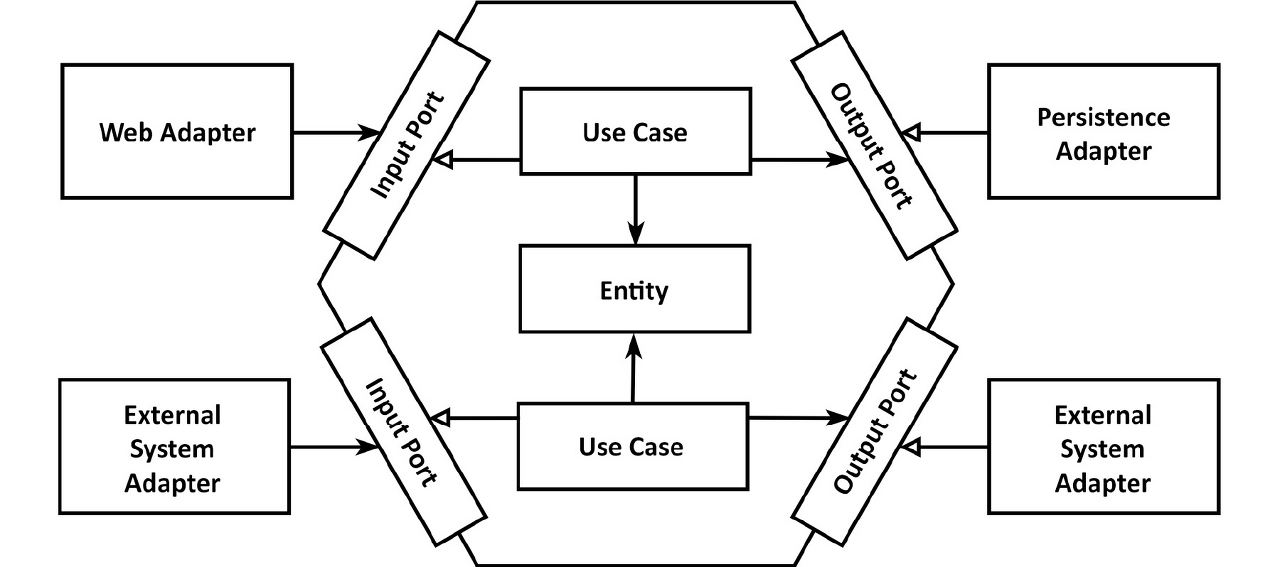 Web Adapter
Input Port
Use Case
Output Port
Persistence
Adapter
Entity
External
System
Adapter
Input Port
Use Case
Output Port
External
System
Adapter